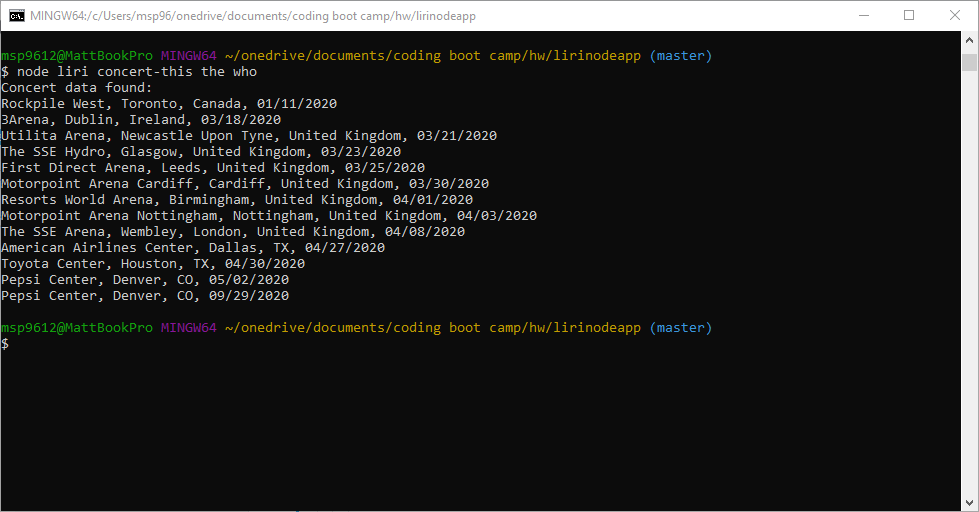 MINGW64:/c/Users/msp96/onedrive/documents/coding boot camp/hw/lirinodeapp
msp9612@MattBookPro MINGW64 ~/onedrive/documents/coding boot camp/hw/lirinodeapp (master)
$ node liri concert-this the who
Concert data found:
Rockpile West, Toronto, Canada, 01/11/2020
3Arena, Dublin, Ireland, 03/18/2020
Utilita Arena, Newcastle Upon Tyne, United Kingdom, 03/21/2020
The SSE Hydro, Glasgow, United Kingdom, 03/23/2020
First Direct Arena, Leeds, United Kingdom, 03/25/2020
Motorpoint Arena Cardiff, Cardiff, United Kingdom, 03/30/2020
Resorts World Arena, Birmingham, United Kingdom, 04/01/2020
Motorpoint Arena Nottingham, Nottingham, United Kingdom, 04/03/2020
The SSE Arena, Wembley, London, United Kingdom, 04/08/2020
American Airlines Center, Dallas, TX, 04/27/2020
Toyota Center, Houston, TX, 04/30/2020
Pepsi Center, Denver, CO, 05/02/2020
Pepsi Center, Denver, CO, 09/29/2020
msp9612@MattBookPro MINGW64 ~/onedrive/documents/coding boot camp/hw/lirinodeapp (master)
$